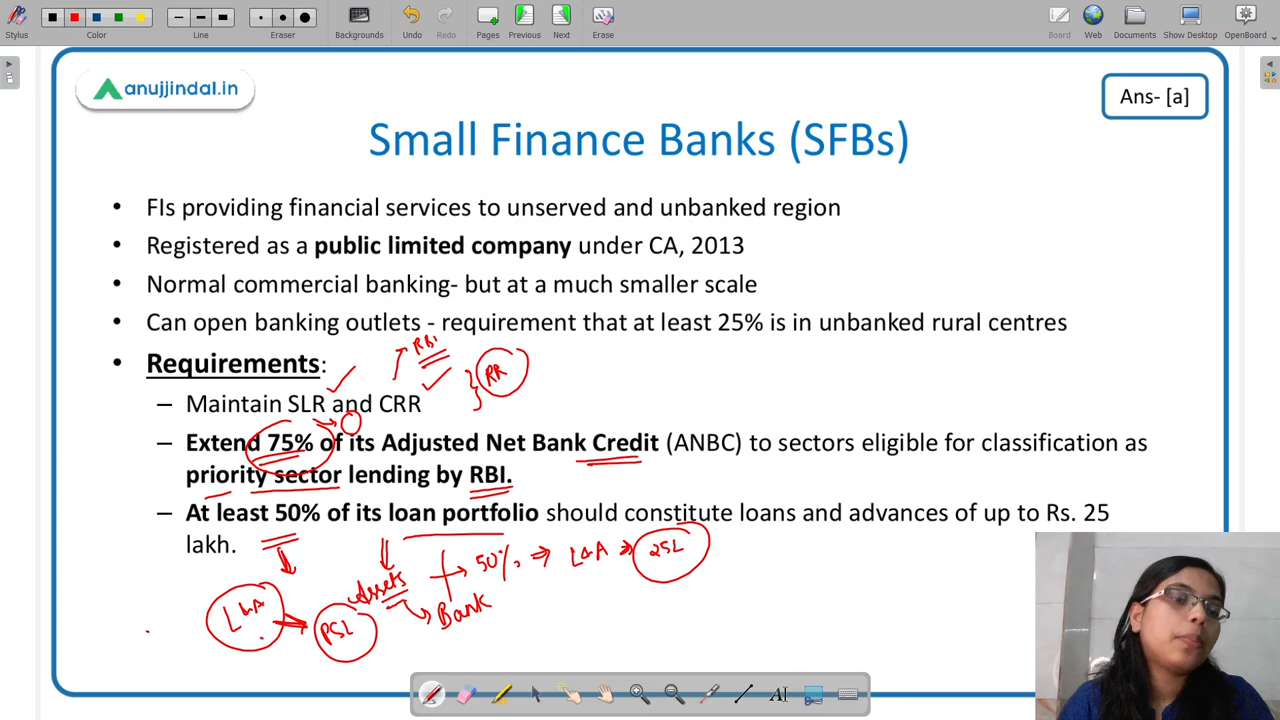 Stylus
Color
Line
Eraser
Backgrounds
Undo
Redo
Pages
Previous
Next
Erase
Board
Web
Documents
Show Desktop
OpenBoard
anujjindal.in
Ans- [a]
Small Finance Banks (SFBs)
• FIs providing financial services to unserved and unbanked region
• Registered as a public limited company under CA, 2013
• Normal commercial banking- but at a much smaller scale
• Can open banking outlets - requirement that at least 25% is in unbanked rural centres
• Requirements:
RBI
RR
– Maintain SLR and CRR
– Extend 75% of its Adjusted Net Bank Credit (ANBC) to sectors eligible for classification as
priority sector lending by RBI.
– At least 50% of its loan portfolio should constitute loans and advances of up to Rs. 25
lakh.
Assets
50% ⇒ L&A → 25L
Bank
L&A
PSL
AI